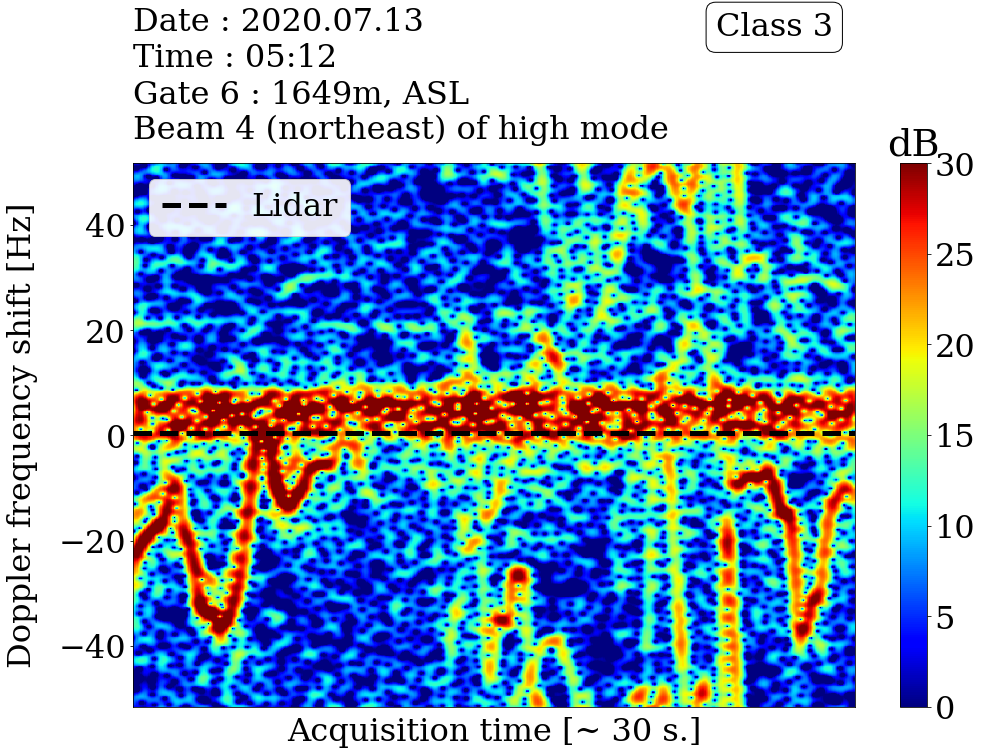 Date : 2020.07.13
Time : 05:12
Gate 6 : 1649m, ASL
Beam 4 (northeast) of high mode
Class 3
dB
Lidar
Doppler frequency shift [Hz]
40
20
0
−20
−40
Acquisition time [~ 30 s.]
30
25
20
15
10
5
0